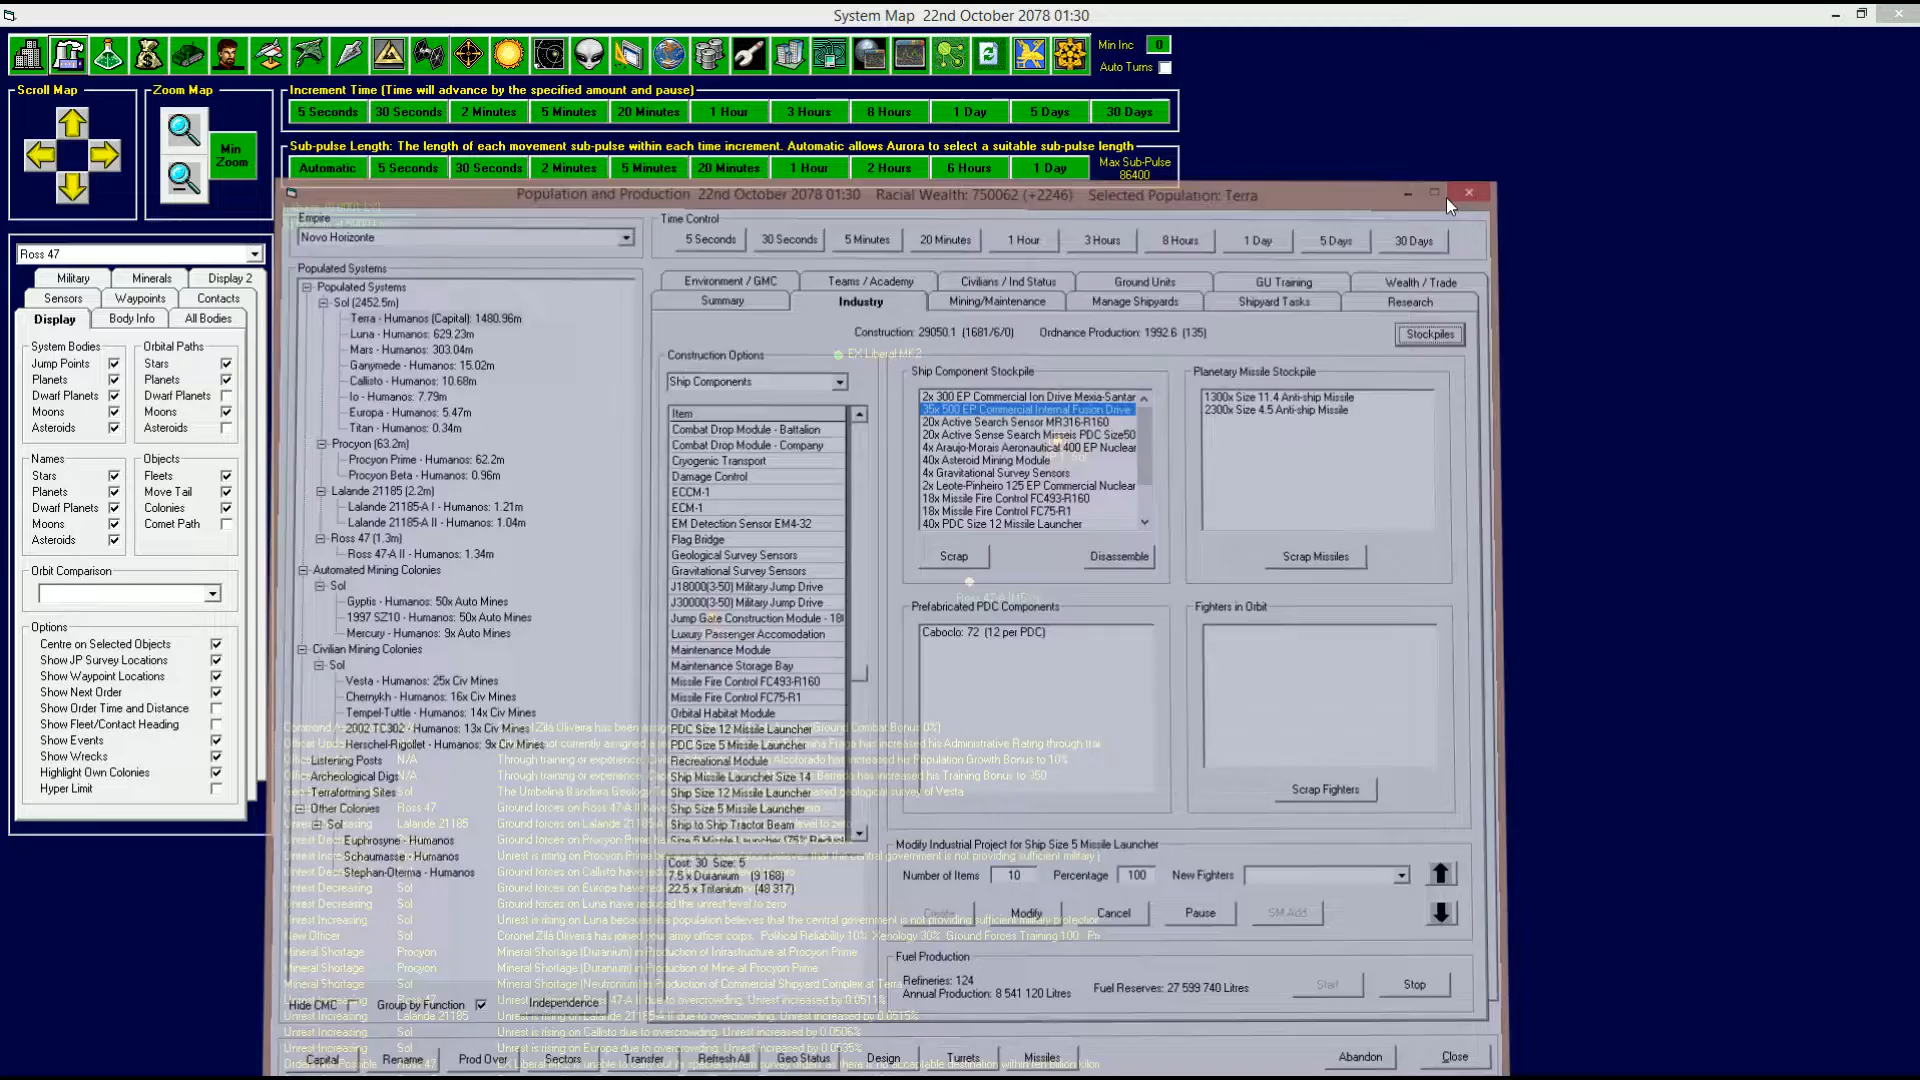 System Map 22nd October 2078 01:30
Min Inc 0
Auto Turns
Scroll Map
Zoom Map
Min Zoom
Increment Time (Time will advance by the specified amount and pause)
5 Seconds 30 Seconds 2 Minutes 5 Minutes 20 Minutes 1 Hour 3 Hours 8 Hours 1 Day 5 Days 30 Days
Sub-pulse Length: The length of each movement sub-pulse within each time increment. Automatic allows Aurora to select a suitable sub-pulse length
Automatic 5 Seconds 30 Seconds 2 Minutes 5 Minutes 20 Minutes 1 Hour 2 Hours 6 Hours 1 Day
Max Sub-Pulse
86400
Ross 47
Military Minerals Display 2
Sensors Waypoints Contacts
Display Body Info All Bodies
System Bodies
Jump Points
Planets
Dwarf Planets
Moons
Asteroids
Orbital Paths
Stars
Planets
Dwarf Planets
Moons
Asteroids
Names
Stars
Planets
Dwarf Planets
Moons
Asteroids
Objects
Fleets
Move Tail
Colonies
Comet Path
Orbit Comparison
Options
Centre on Selected Objects
Show JP Survey Locations
Show Waypoint Locations
Show Next Order
Show Order Time and Distance
Show Fleet/Contact Heading
Show Events
Show Wrecks
Highlight Own Colonies
Hyper Limit
Population and Production 22nd October 2078 01:30 Racial Wealth: 750062 (+2246) Selected Population: Terra
Empire
Novo Horizonte
Time Control
5 Seconds 30 Seconds 5 Minutes 20 Minutes 1 Hour 3 Hours 8 Hours 1 Day 5 Days 30 Days
Populated Systems
Populated Systems
Sol (2452.5m)
Terra - Humanos (Capital): 1480.96m
Luna - Humanos: 629.23m
Mars - Humanos: 303.04m
Ganymede - Humanos: 15.02m
Callisto - Humanos: 10.68m
Io - Humanos: 7.79m
Europa - Humanos: 5.47m
Titan - Humanos: 0.34m
Procyon (63.2m)
Procyon Prime - Humanos: 62.2m
Procyon Beta - Humanos: 0.96m
Lalande 21185 (2.2m)
Lalande 21185-A I - Humanos: 1.21m
Lalande 21185-A II - Humanos: 1.04m
Ross 47 (1.3m)
Ross 47-A II - Humanos: 1.34m
Automated Mining Colonies
Sol
Gyptis - Humanos: 50x Auto Mines
1997 SZ10 - Humanos: 50x Auto Mines
Mercury - Humanos: 9x Auto Mines
Civilian Mining Colonies
Sol
Vesta - Humanos: 25x Civ Mines
Chernykh - Humanos: 16x Civ Mines
Tempel-Tuttle - Humanos: 14x Civ Mines
2002 TC302 - Humanos: 13x Civ Mines
Herschel-Rigollet - Humanos: 9x Civ Mines
Listening Posts
Archeological Digs
Terraforming Sites
Other Colonies
Sol
Euphrosyne - Humanos
Schaumasse - Humanos
Stephan-Oterma - Humanos
Hide CMC Group by Function Independence
Environment / GMC Teams / Academy Civilians / Ind Status Ground Units GU Training Wealth / Trade
Summary Industry Mining/Maintenance Manage Shipyards Shipyard Tasks Research
Construction: 29050.1 (1681/6/0) Ordnance Production: 1992.6 (135)
Stockpiles
Construction Options
Ship Components
Item
Combat Drop Module - Battalion
Combat Drop Module - Company
Cryogenic Transport
Damage Control
ECCM-1
ECM-1
EM Detection Sensor EM4-32
Flag Bridge
Geological Survey Sensors
Gravitational Survey Sensors
J18000(3-50) Military Jump Drive
J30000(3-50) Military Jump Drive
Jump Gate Construction Module - 18
Luxury Passenger Accomodation
Maintenance Module
Maintenance Storage Bay
Missile Fire Control FC493-R160
Missile Fire Control FC75-R1
Orbital Habitat Module
PDC Size 12 Missile Launcher
PDC Size 5 Missile Launcher
Recreational Module
Ship Missile Launcher Size 14
Ship Size 12 Missile Launcher
Ship Size 5 Missile Launcher
Ship to Ship Tractor Beam
Cost: 30 Size: 5
7.5 x Duranium (9 168)
22.5 x Tritanium (48 317)
Ship Component Stockpile
2x 300 EP Commercial Ion Drive Mexia-Santar
35x 500 EP Commercial Internal Fusion Drive
20x Active Search Sensor MR316-R160
20x Active Sense Search Misseis PDC Size50
4x Araujo-Morais Aeronautical 400 EP Nuclear
40x Asteroid Mining Module
4x Gravitational Survey Sensors
2x Leote-Pinheiro 125 EP Commercial Nuclear
18x Missile Fire Control FC493-R160
18x Missile Fire Control FC75-R1
40x PDC Size 12 Missile Launcher
Scrap Disassemble
Planetary Missile Stockpile
1300x Size 11.4 Anti-ship Missile
2300x Size 4.5 Anti-ship Missile
Scrap Missiles
Prefabricated PDC Components
Caboclo: 72 (12 per PDC)
Fighters in Orbit
Scrap Fighters
Modify Industrial Project for Ship Size 5 Missile Launcher
Number of Items 10 Percentage 100 New Fighters
Create Modify Cancel Pause SM Add
Fuel Production
Refineries: 124
Annual Production: 8 541 120 Litres
Fuel Reserves: 27 599 740 Litres
Start Stop
Capital Rename Prod Over Sectors Transfer Refresh All Geo Status Design Turrets Missiles Abandon Close
EX Liberal MK2